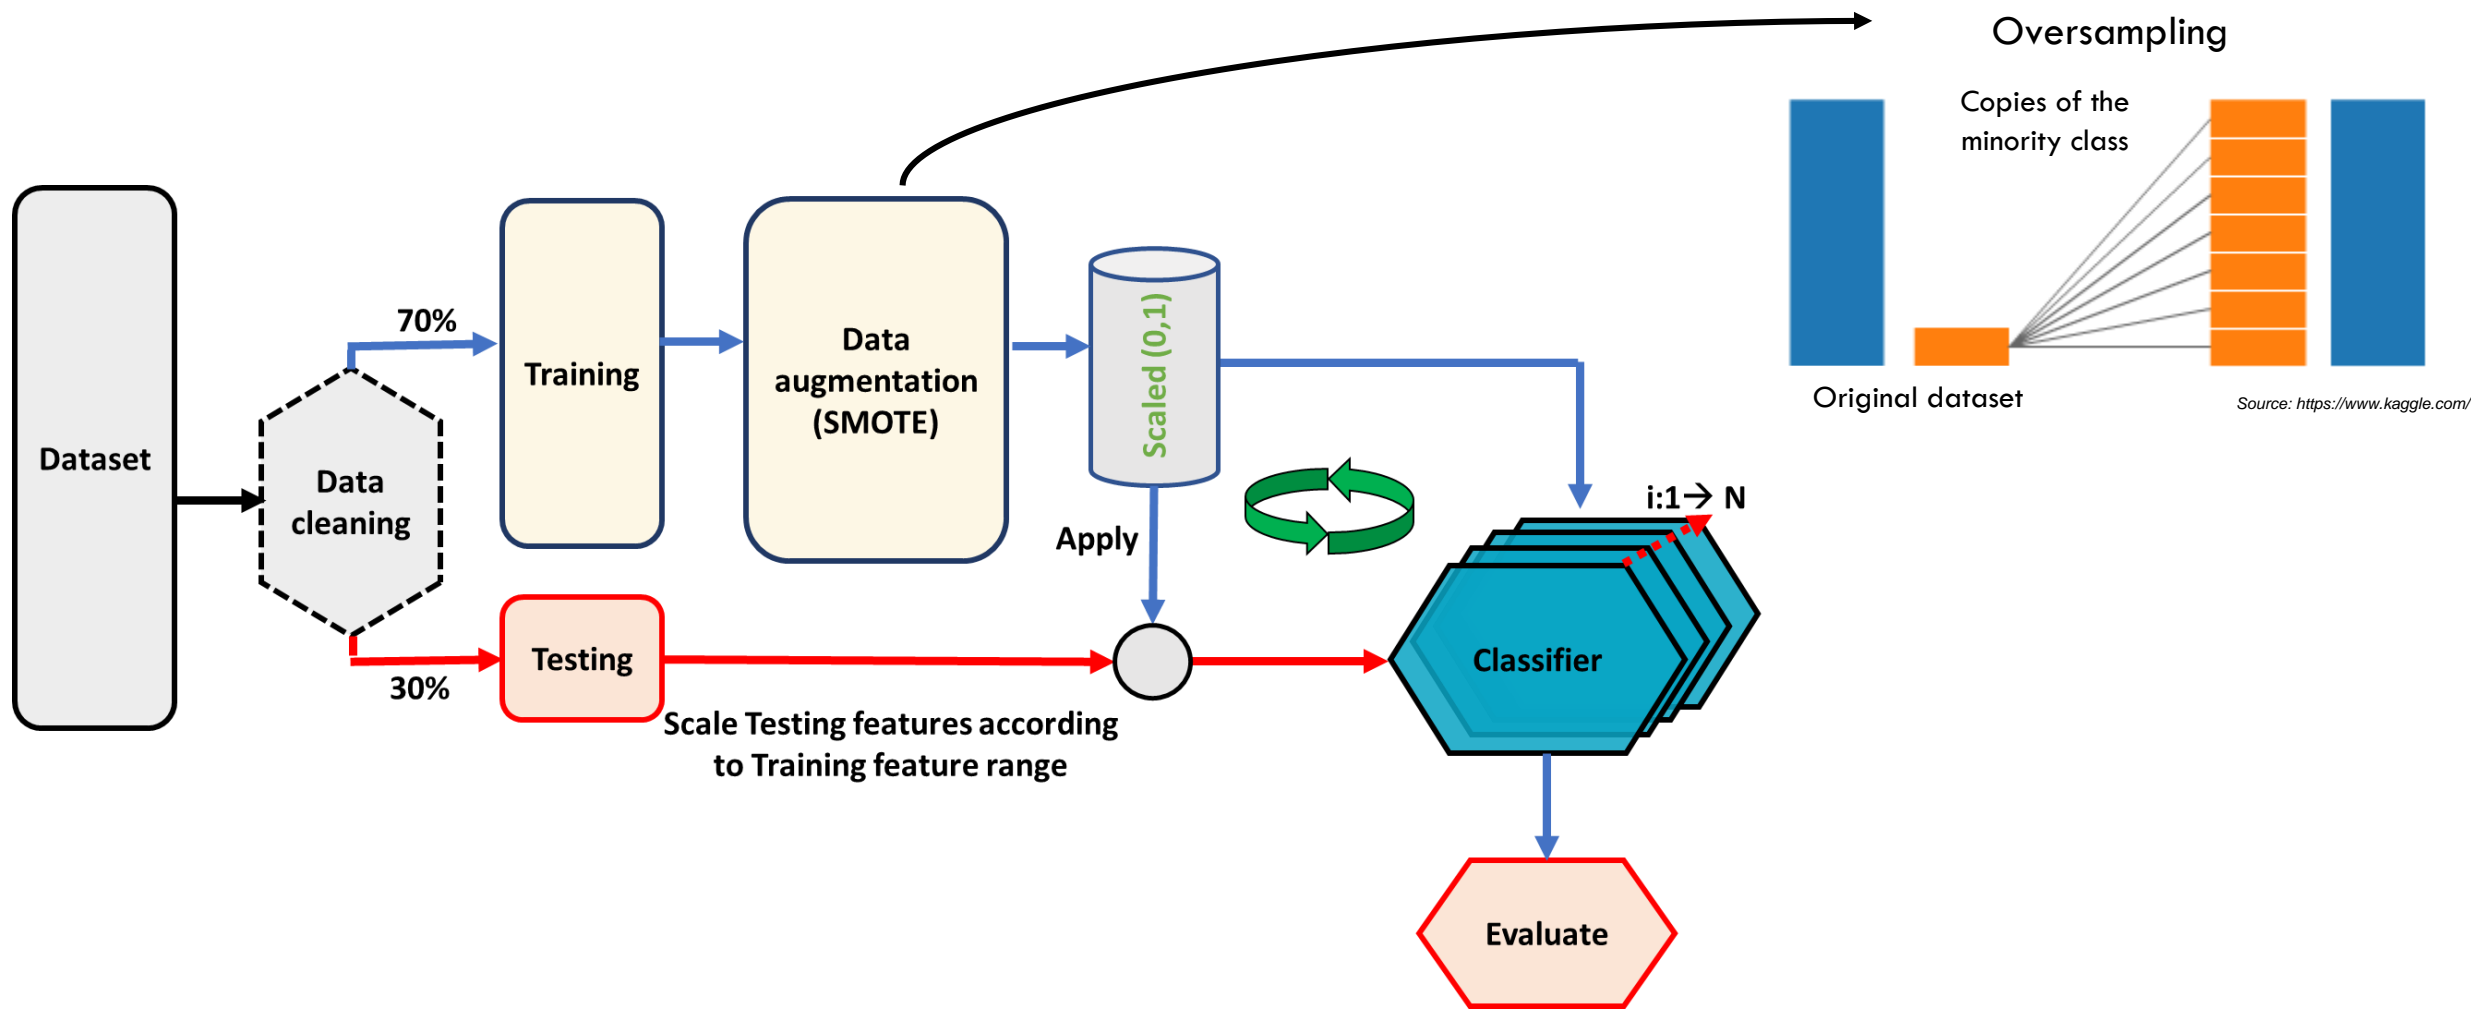 Oversampling
Copies of the
minority class
Original dataset
Source: https://www.kaggle.com/
Dataset
Data
cleaning
70%
30%
Training
Testing
Data
augmentation
(SMOTE)
Scaled (0,1)
Apply
Scale Testing features according
to Training feature range
i:1→ N
Classifier
Evaluate